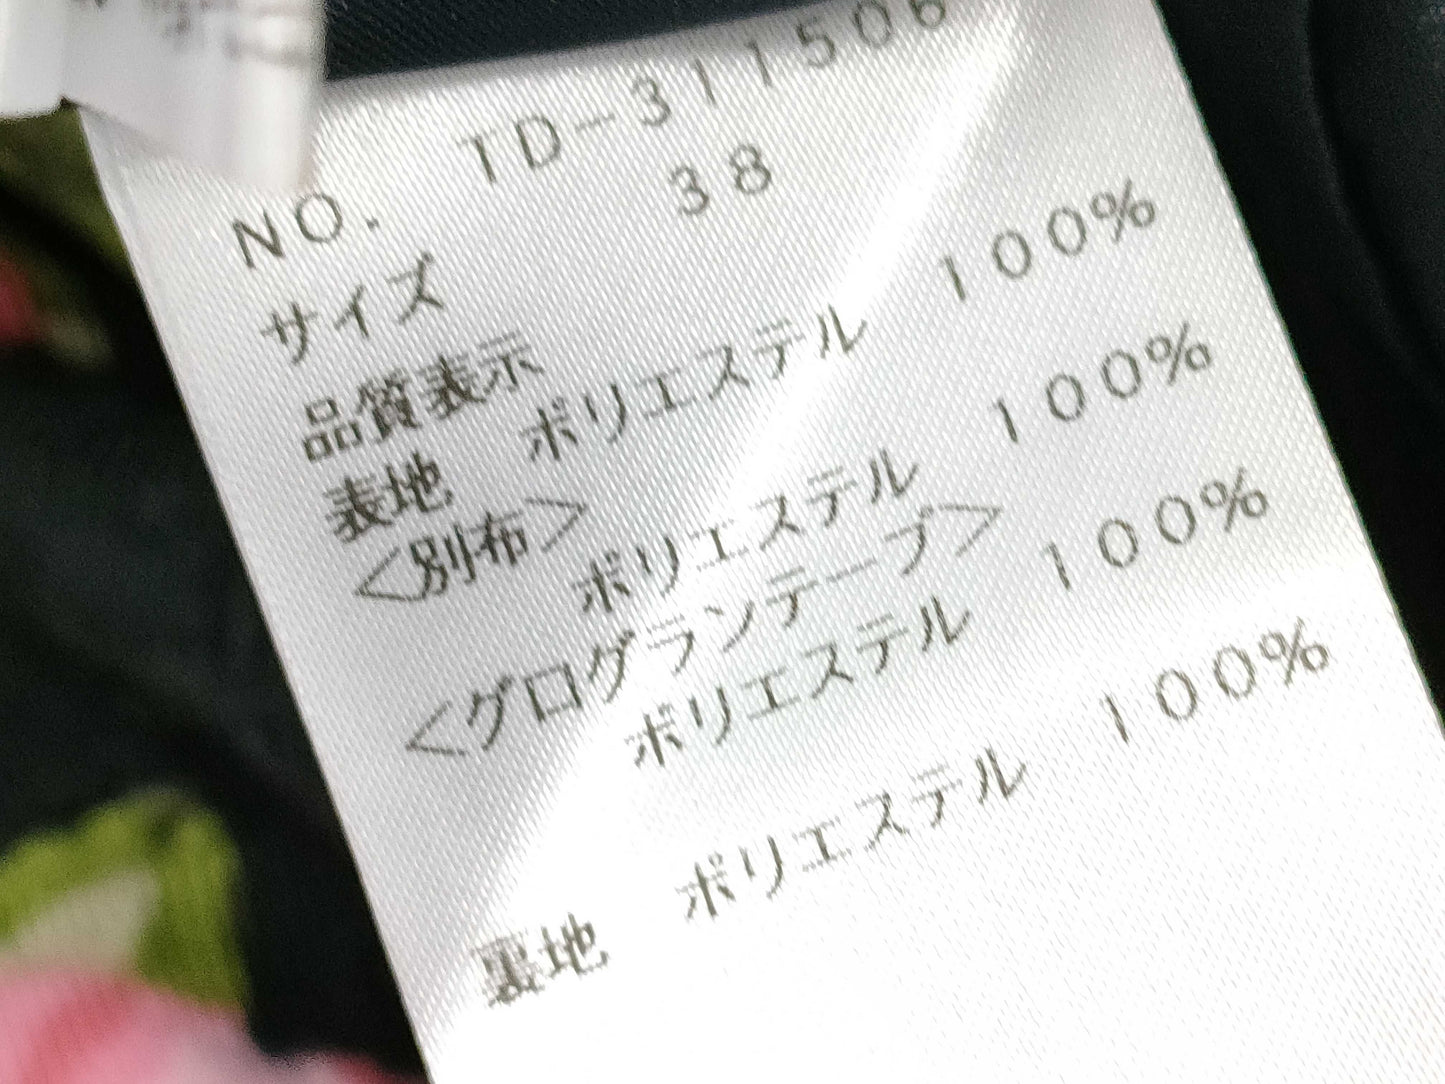 NO. TD-311506
サイズ 38
品質表示
表地 ポリエステル 100%
<別布>
ポリエステル 100%
<グログランテープ>
ポリエステル 100%
裏地 ポリエステル 100%